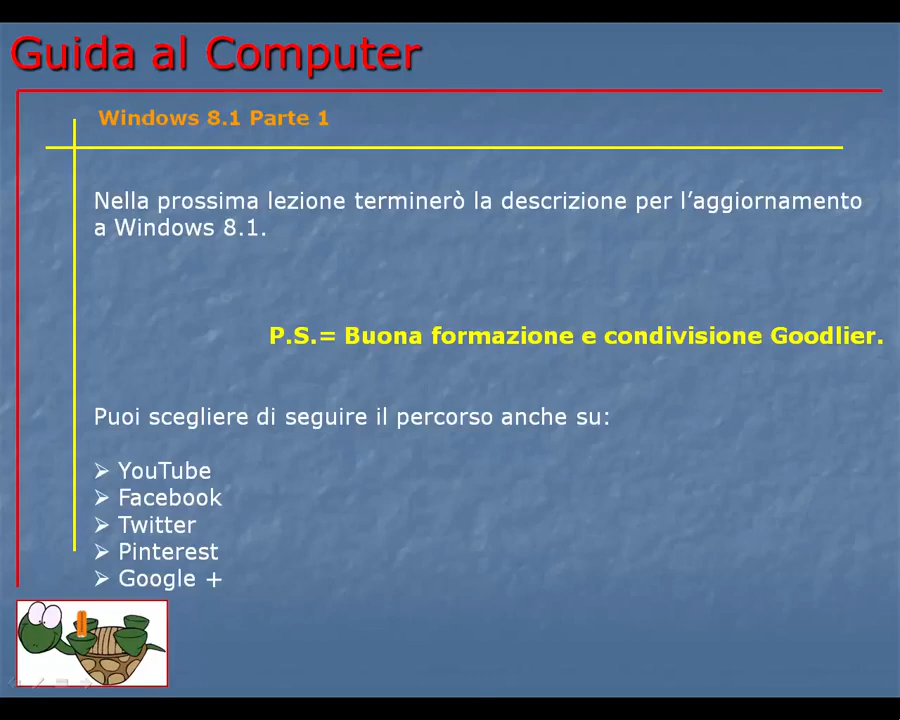 Guida al Computer
Windows 8.1 Parte 1
Nella prossima lezione terminerò la descrizione per l’aggiornamento
a Windows 8.1.
P.S.= Buona formazione e condivisione Goodlier.
Puoi scegliere di seguire il percorso anche su:
YouTube
Facebook
Twitter
Pinterest
Google +